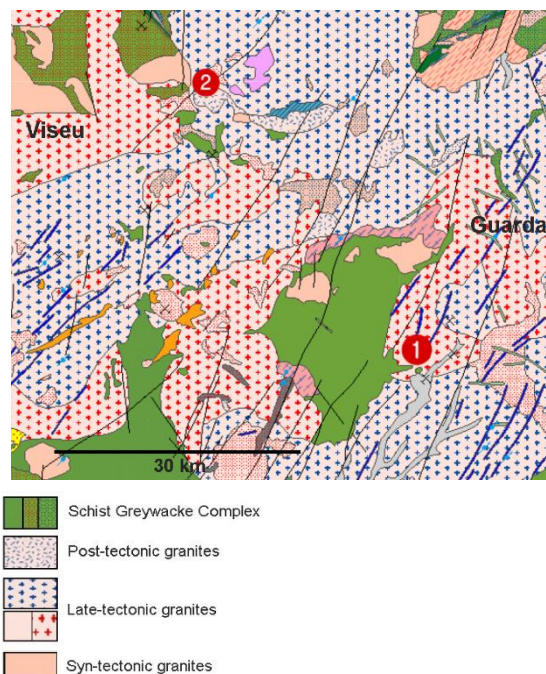 2
Viseu
Guarda
1
30 km
Schist Greywacke Complex
Post-tectonic granites
Late-tectonic granites
Syn-tectonic granites